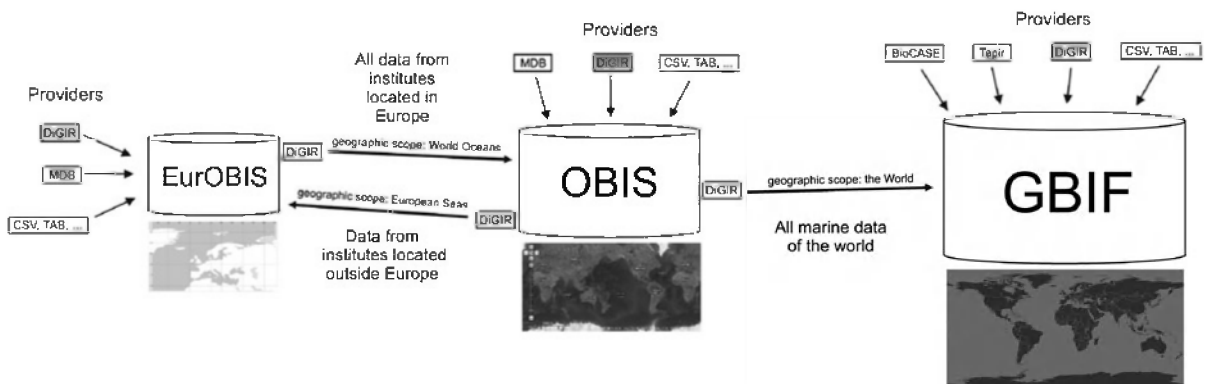 Providers
DiGIR
MDB
CSV, TAB, ...
EurOBIS
All data from
institutes
located in
Europe
DiGIR
geographic scope: World Oceans
geographic scope: European Seas
DiGIR
Data from
institutes located
outside Europe
Providers
MDB
DiGIR
CSV, TAB, ...
OBIS
DiGIR
geographic scope: the World
All marine data
of the world
Providers
BioCASE
Tapir
DiGIR
CSV, TAB, ...
GBIF